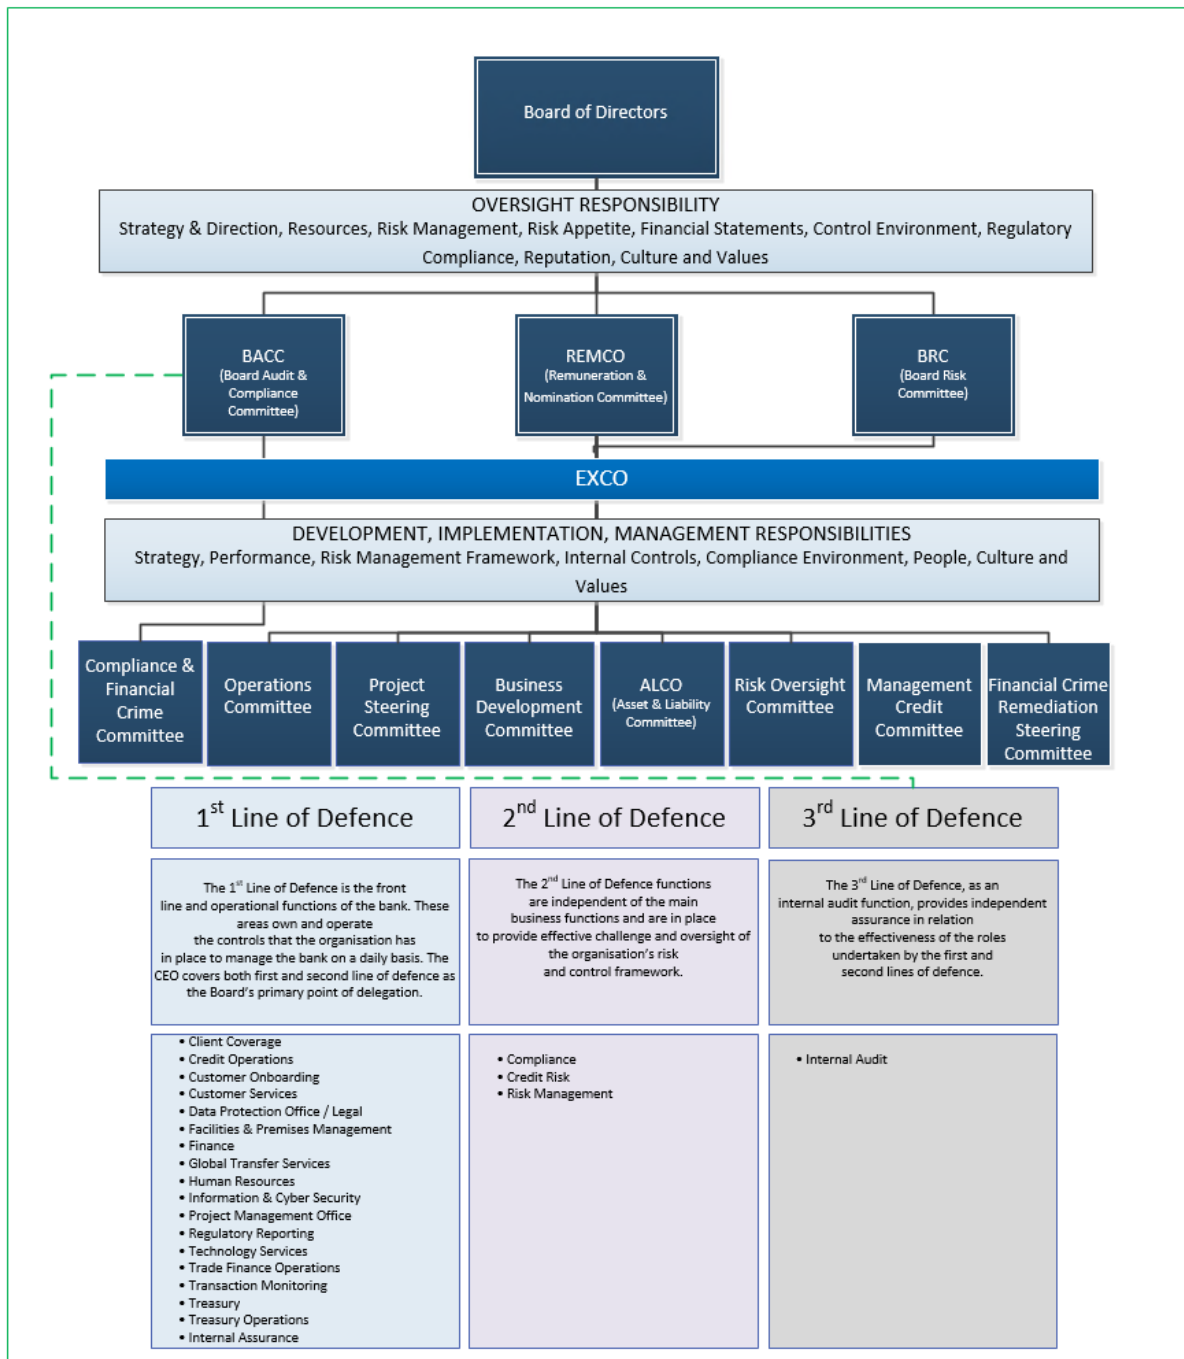 Board of Directors
OVERSIGHT RESPONSIBILITY
Strategy & Direction, Resources, Risk Management, Risk Appetite, Financial Statements, Control Environment, Regulatory
Compliance, Reputation, Culture and Values
BACC
(Board Audit &
Compliance
Committee)
REMCO
(Remuneration &
Nomination Committee)
BRC
(Board Risk
Committee)
EXCO
DEVELOPMENT, IMPLEMENTATION, MANAGEMENT RESPONSIBILITIES
Strategy, Performance, Risk Management Framework, Internal Controls, Compliance Environment, People, Culture and
Values
Compliance &
Financial
Crime
Committee
Operations
Committee
Project
Steering
Committee
Business
Development
Committee
ALCO
(Asset & Liability
Committee)
Risk Oversight
Committee
Management
Credit
Committee
Financial Crime
Remediation
Steering
Committee
1st Line of Defence
The 1st Line of Defence is the front
line and operational functions of the bank. These
areas own and operate
the controls that the organisation has
in place to manage the bank on a daily basis. The
CEO covers both first and second line of defence as
the Board's primary point of delegation.
• Client Coverage
• Credit Operations
• Customer Onboarding
• Customer Services
• Data Protection Office / Legal
• Facilities & Premises Management
• Finance
• Global Transfer Services
• Human Resources
• Information & Cyber Security
• Project Management Office
• Regulatory Reporting
• Technology Services
• Trade Finance Operations
• Transaction Monitoring
• Treasury
• Treasury Operations
• Internal Assurance
2nd Line of Defence
The 2nd Line of Defence functions
are independent of the main
business functions and are in place
to provide effective challenge and oversight of
the organisation's risk
and control framework.
• Compliance
• Credit Risk
• Risk Management
3rd Line of Defence
The 3rd Line of Defence, as an
internal audit function, provides independent
assurance in relation
to the effectiveness of the roles
undertaken by the first and
second lines of defence.
• Internal Audit